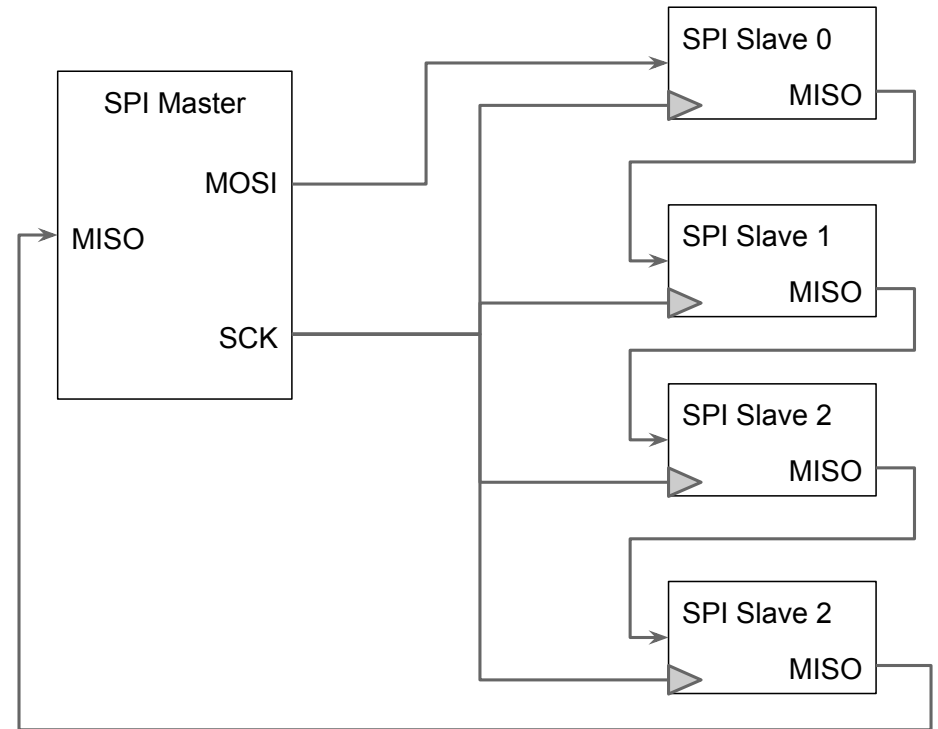 SPI Master
MOSI
MISO
SCK
SPI Slave 0
MISO
SPI Slave 1
MISO
SPI Slave 2
MISO
SPI Slave 2
MISO